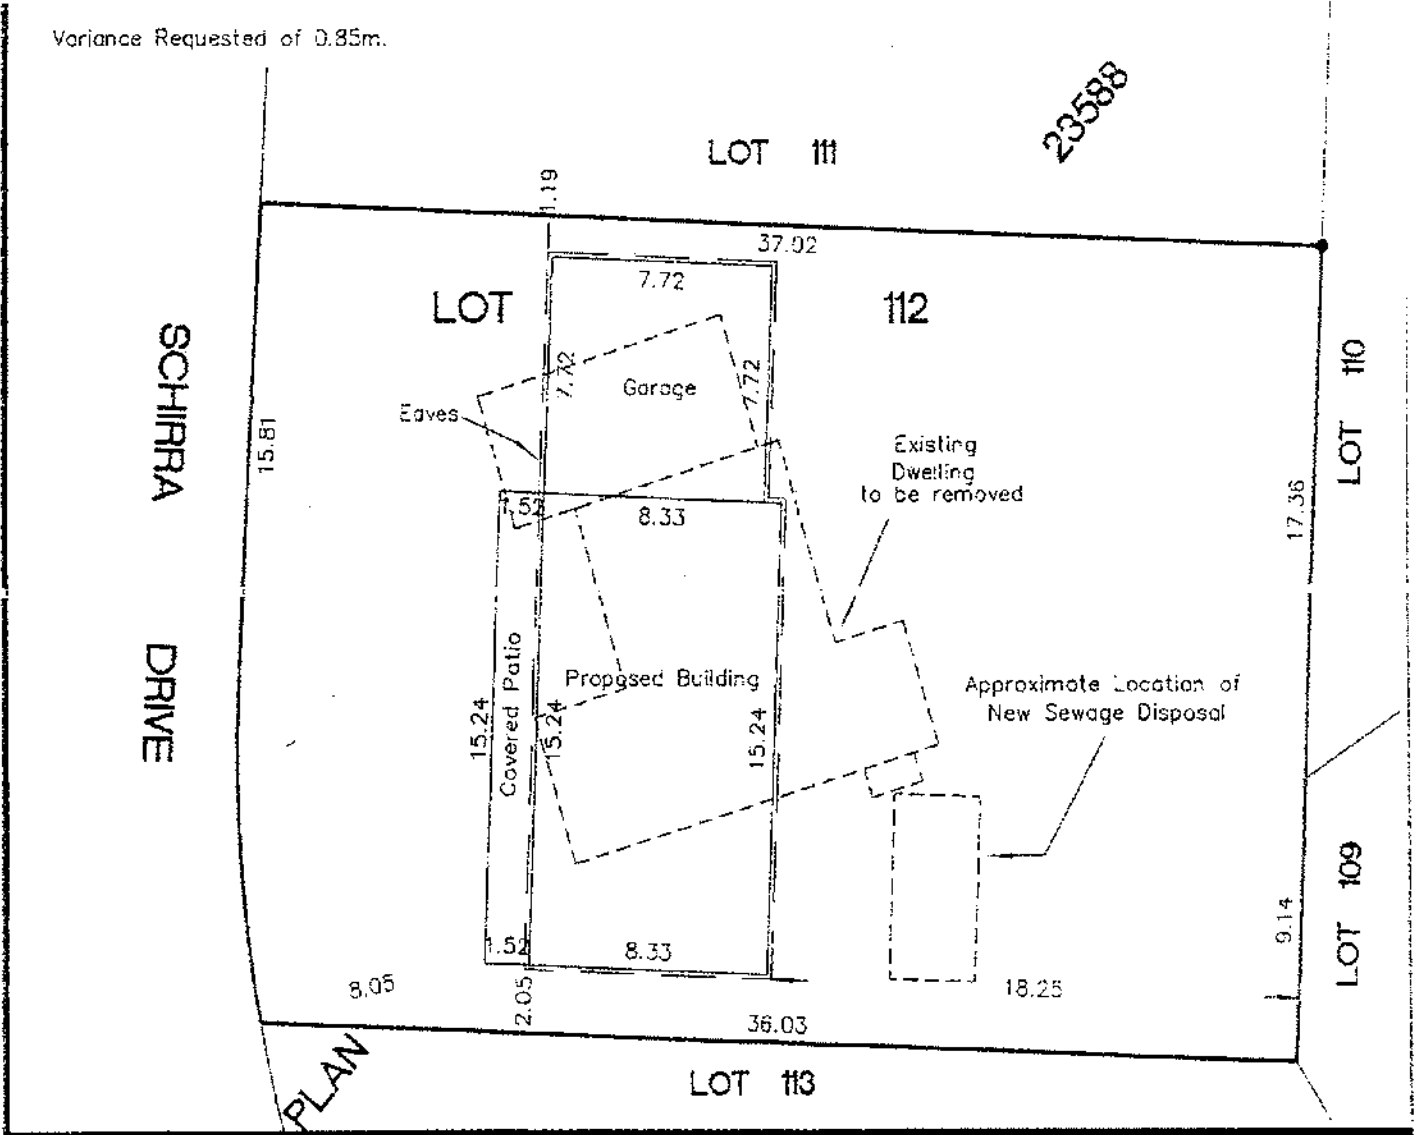 Variance Requested of 0.85m.
23588
LOT 111
1.19
37.92
7.72
LOT 112
SCHIRRA DRIVE
15.81
7.72
Garage
7.72
Eaves
Existing
Dwelling
to be removed
LOT 110
17.36
1.52
8.33
Covered Patio
15.24
15.24
Proposed Building
15.24
Approximate Location of
New Sewage Disposal
LOT 109
9.14
1.52
8.33
8.05
2.05
18.25
36.03
PLAN
LOT 113